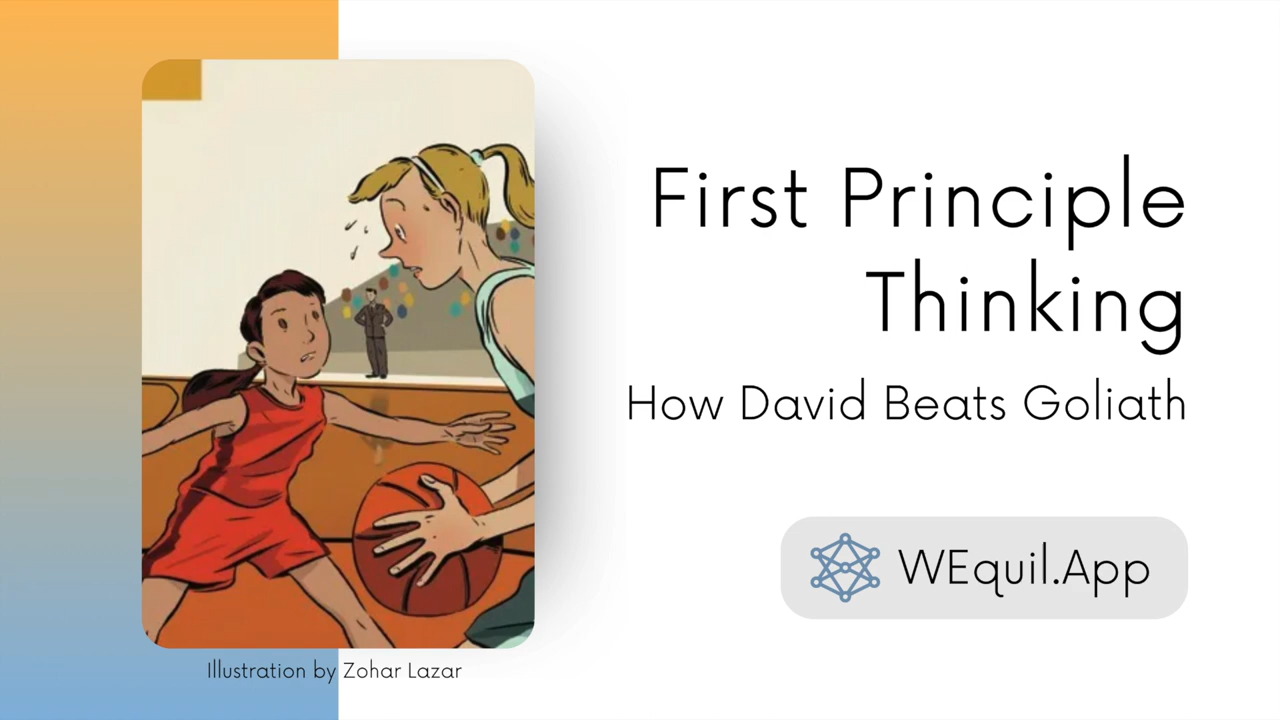 First Principle
Thinking
How David Beats Goliath
WEquil.App
Illustration by Zohar Lazar